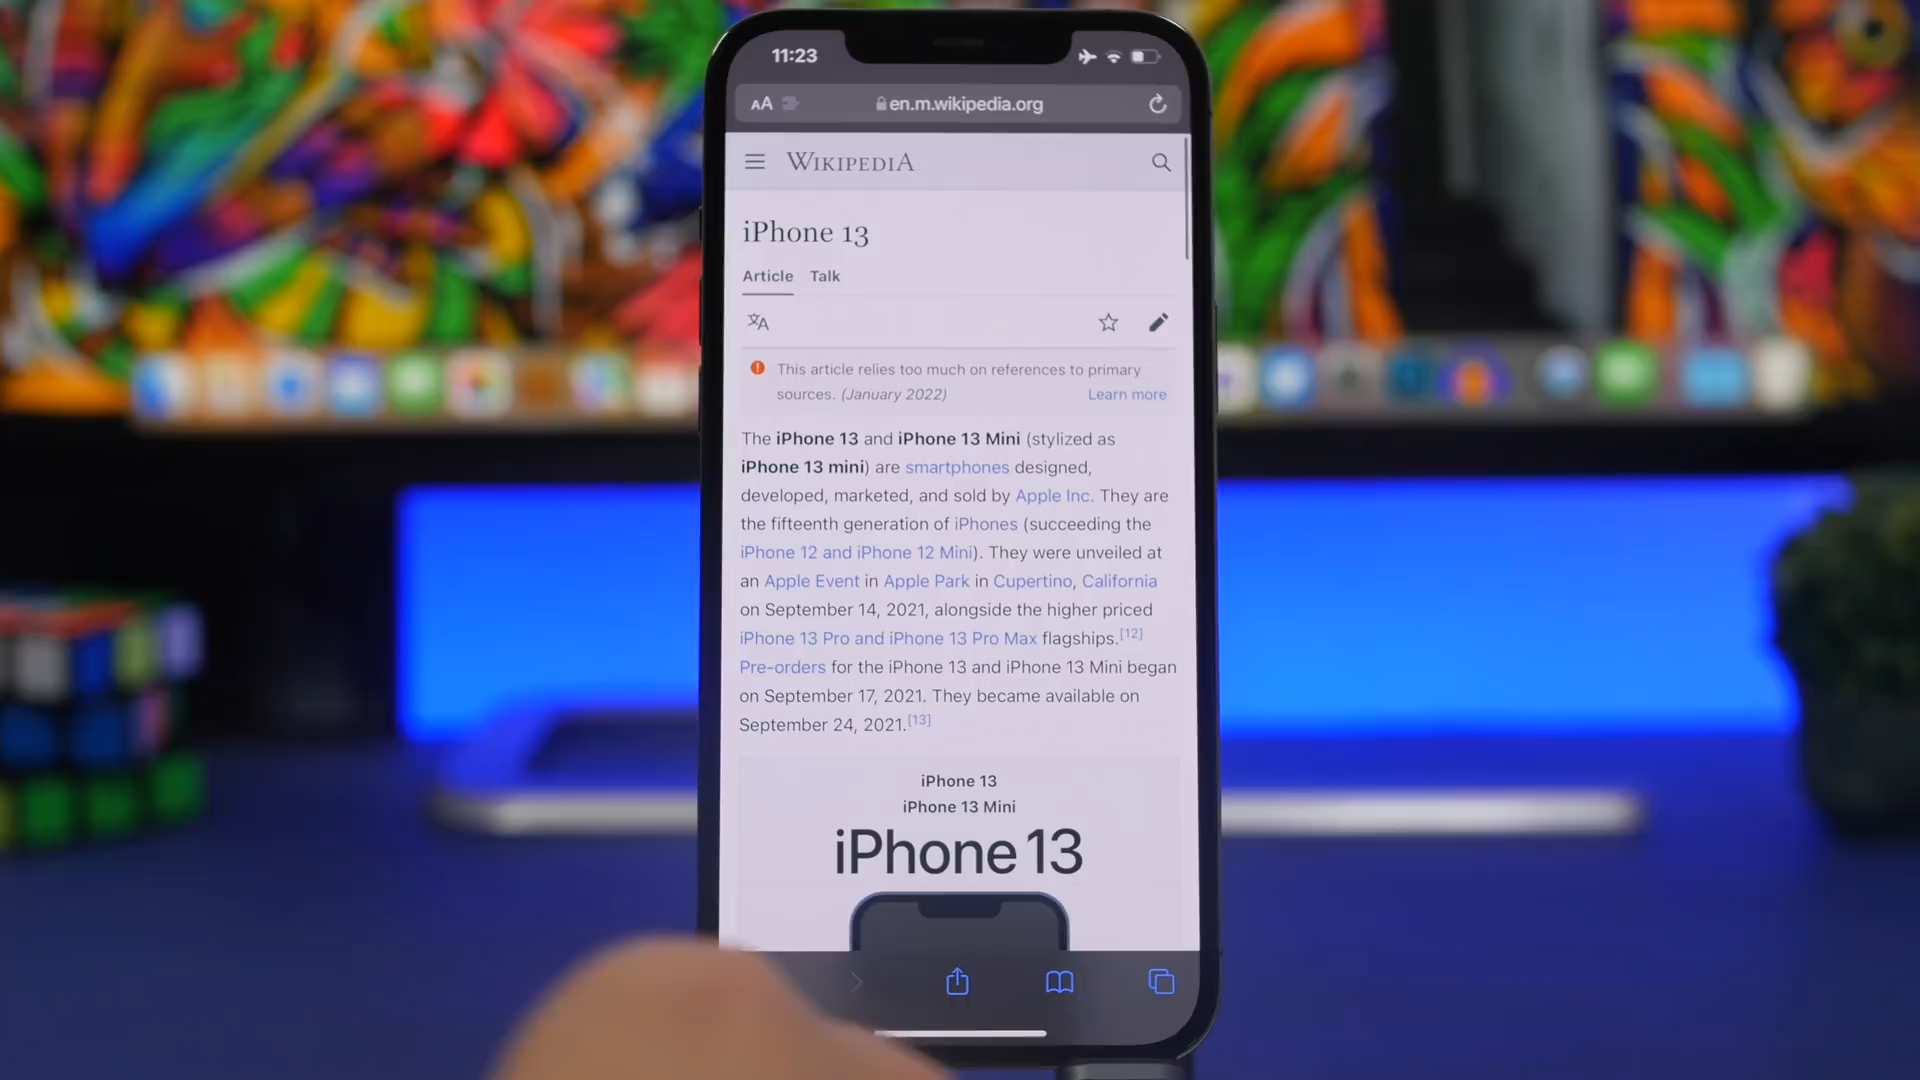 11:23
AA en.m.wikipedia.org
WIKIPEDIA
iPhone 13
Article Talk
文A
This article relies too much on references to primary
sources. (January 2022) Learn more
The iPhone 13 and iPhone 13 Mini (stylized as
iPhone 13 mini) are smartphones designed,
developed, marketed, and sold by Apple Inc. They are
the fifteenth generation of iPhones (succeeding the
iPhone 12 and iPhone 12 Mini). They were unveiled at
an Apple Event in Apple Park in Cupertino, California
on September 14, 2021, alongside the higher priced
iPhone 13 Pro and iPhone 13 Pro Max flagships.[12]
Pre-orders for the iPhone 13 and iPhone 13 Mini began
on September 17, 2021. They became available on
September 24, 2021.[13]
iPhone 13
iPhone 13 Mini
iPhone 13